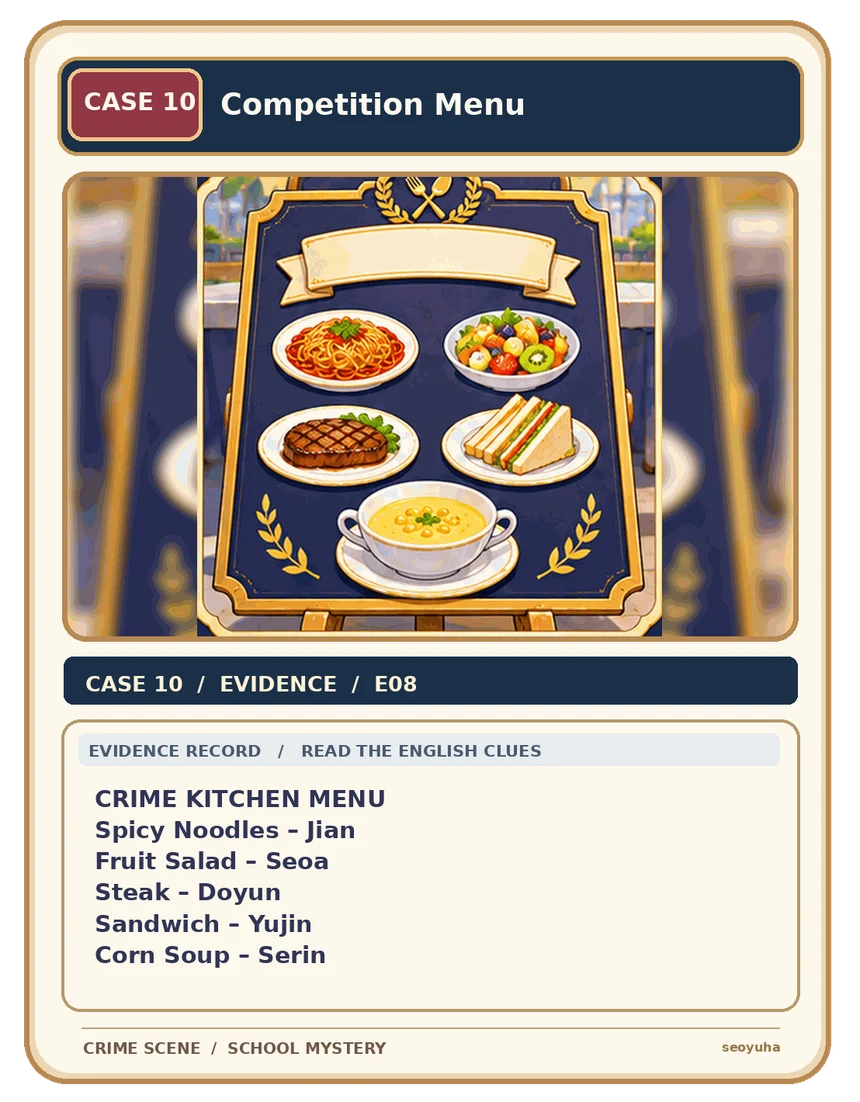 CASE 10
Competition Menu
CASE 10 / EVIDENCE / E08
EVIDENCE RECORD / READ THE ENGLISH CLUES
CRIME KITCHEN MENU
Spicy Noodles – Jian
Fruit Salad – Seoa
Steak – Doyun
Sandwich – Yujin
Corn Soup – Serin
CRIME SCENE / SCHOOL MYSTERY
seoyuha